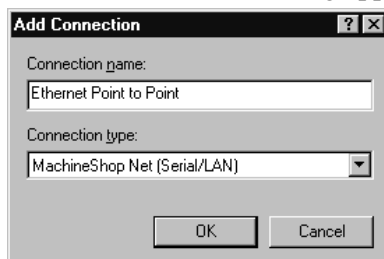 Add Connection
Connection name:
Ethernet Point to Point
Connection type:
MachineShop Net (Serial/LAN)
OK Cancel